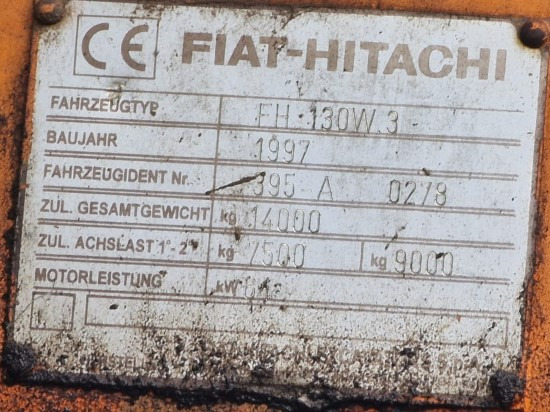 CE FIAT-HITACHI
FAHRZEUGTYP FH 130W.3
BAUJAHR 1997
FAHRZEUGIDENT Nr. 395 A 0278
ZUL. GESAMTGEWICHT kg 14000
ZUL. ACHSLAST 1°- 2° kg 7500 kg 9000
MOTORLEISTUNG kW